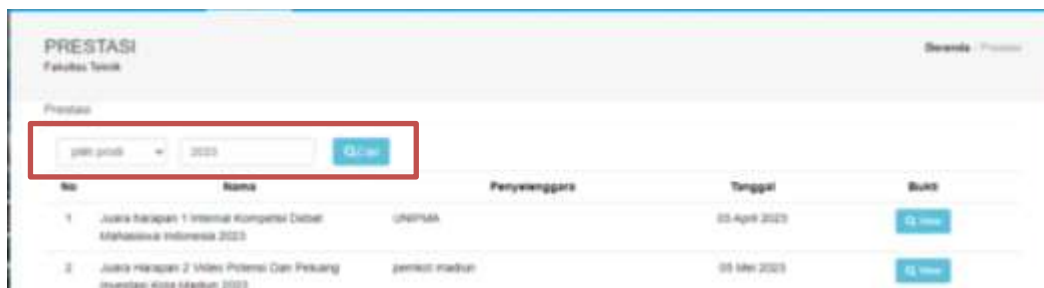 PRESTASI
Fakultas Teknik
Beranda
Prestasi
pilih prodi 2023 Cari
No Nama Penyelenggara Tanggal Bukti
1 Juara harapan 1 Internal Kompetisi Debat UNIPMA 03 April 2023 View
Mahasiswa Indonesia 2023
2 Juara Harapan 2 Video Potensi Dan Peluang pemkot madiun 05 Mei 2023 View
Investasi Kota Madiun 2023